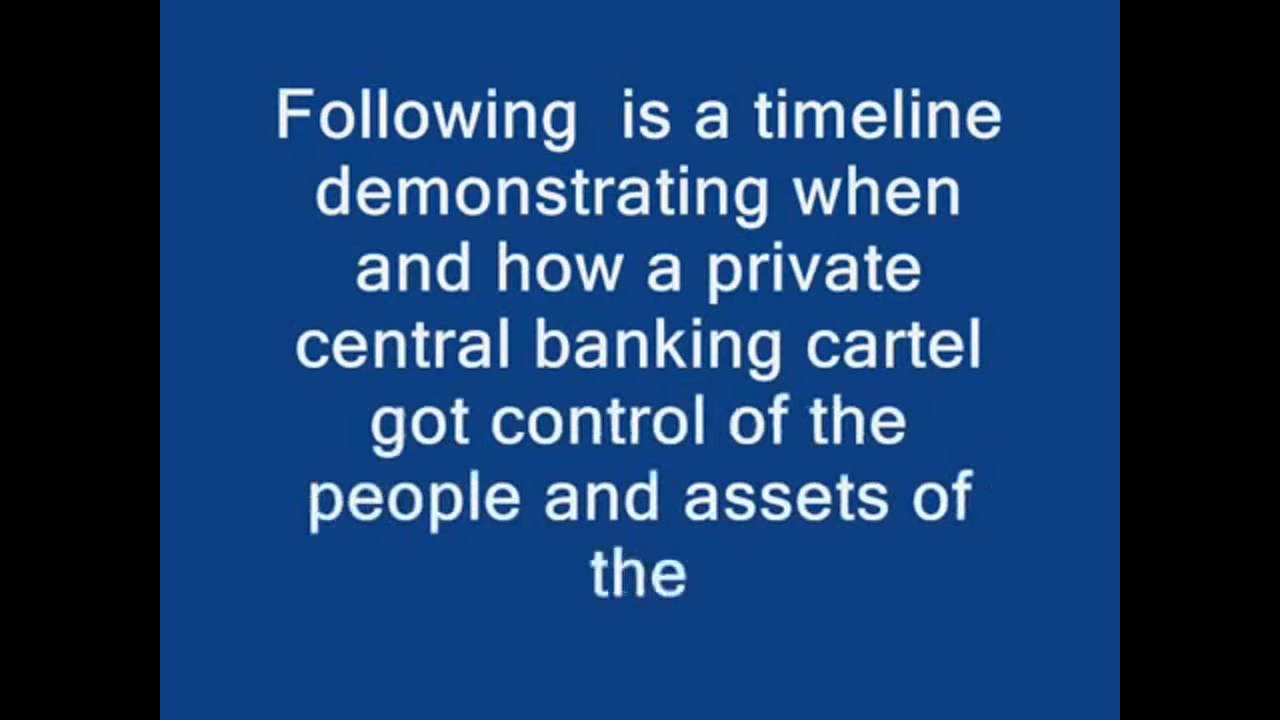 Following  is a timeline
demonstrating when
and how a private
central banking cartel
got control of the
people and assets of
the